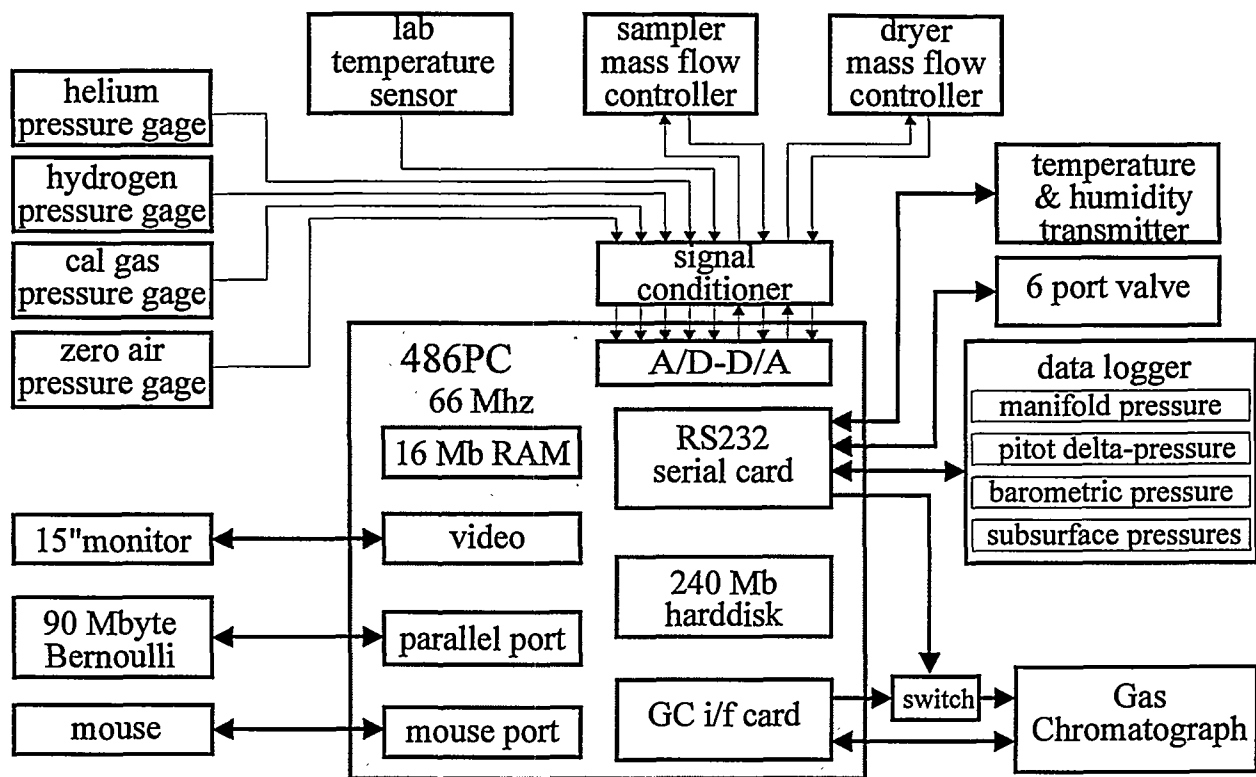 lab
temperature
sensor
sampler
mass flow
controller
dryer
mass flow
controller
helium
pressure gage
hydrogen
pressure gage
cal gas
pressure gage
zero air
pressure gage
signal
conditioner
temperature
& humidity
transmitter
6 port valve
486PC
66 Mhz
16 Mb RAM
A/D-D/A
RS232
serial card
data logger
manifold pressure
pitot delta-pressure
barometric pressure
subsurface pressures
15"monitor
video
240 Mb
harddisk
90 Mbyte
Bernoulli
parallel port
mouse
mouse port
GC i/f card
switch
Gas
Chromatograph